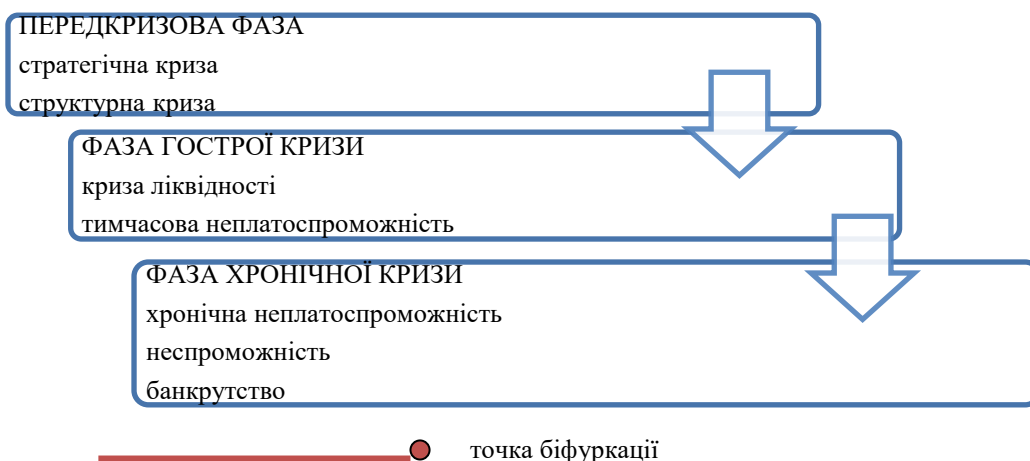 ПЕРЕДКРИЗОВА ФАЗА
стратегічна криза
структурна криза
ФАЗА ГОСТРОЇ КРИЗИ
криза ліквідності
тимчасова неплатоспроможність
ФАЗА ХРОНІЧНОЇ КРИЗИ
хронічна неплатоспроможність
неспроможність
банкрутство
точка біфуркації